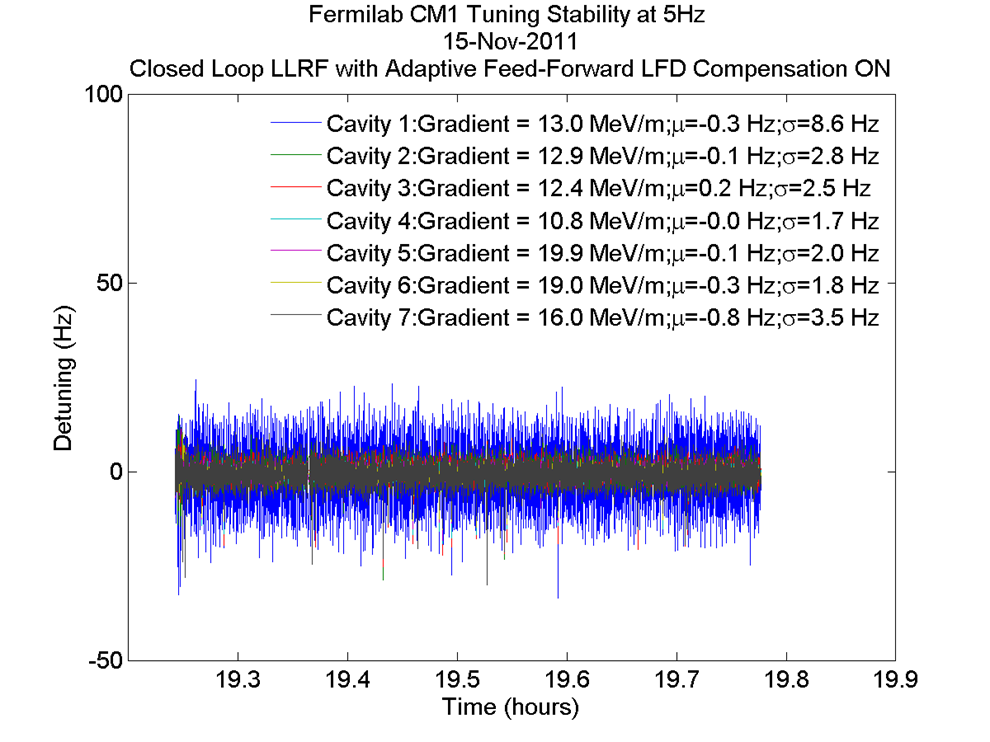 Fermilab CM1 Tuning Stability at 5Hz
15-Nov-2011
Closed Loop LLRF with Adaptive Feed-Forward LFD Compensation ON
100
Cavity 1:Gradient = 13.0 MeV/m;μ=-0.3 Hz;σ=8.6 Hz
Cavity 2:Gradient = 12.9 MeV/m;μ=-0.1 Hz;σ=2.8 Hz
Cavity 3:Gradient = 12.4 MeV/m;μ=0.2 Hz;σ=2.5 Hz
Cavity 4:Gradient = 10.8 MeV/m;μ=-0.0 Hz;σ=1.7 Hz
Cavity 5:Gradient = 19.9 MeV/m;μ=-0.1 Hz;σ=2.0 Hz
Cavity 6:Gradient = 19.0 MeV/m;μ=-0.3 Hz;σ=1.8 Hz
Cavity 7:Gradient = 16.0 MeV/m;μ=-0.8 Hz;σ=3.5 Hz
50
Detuning (Hz)
0
-50
19.3 19.4 19.5 19.6 19.7 19.8 19.9
Time (hours)